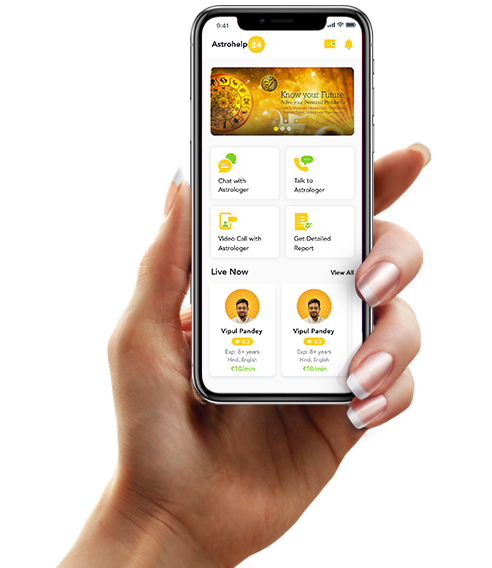 9:41
Astrohelp 24
Know your Future
Solve your Personal Problems
Chat with
Astrologer
Talk to
Astrologer
Video Call with
Astrologer
Get Detailed
Report
Live Now
View All
Vipul Pandey
Vipul Pandey
★ 4.3
★ 4.3
Exp: 8+ years
Exp: 8+ years
Hindi, English
Hindi, English
₹10/min
₹10/min